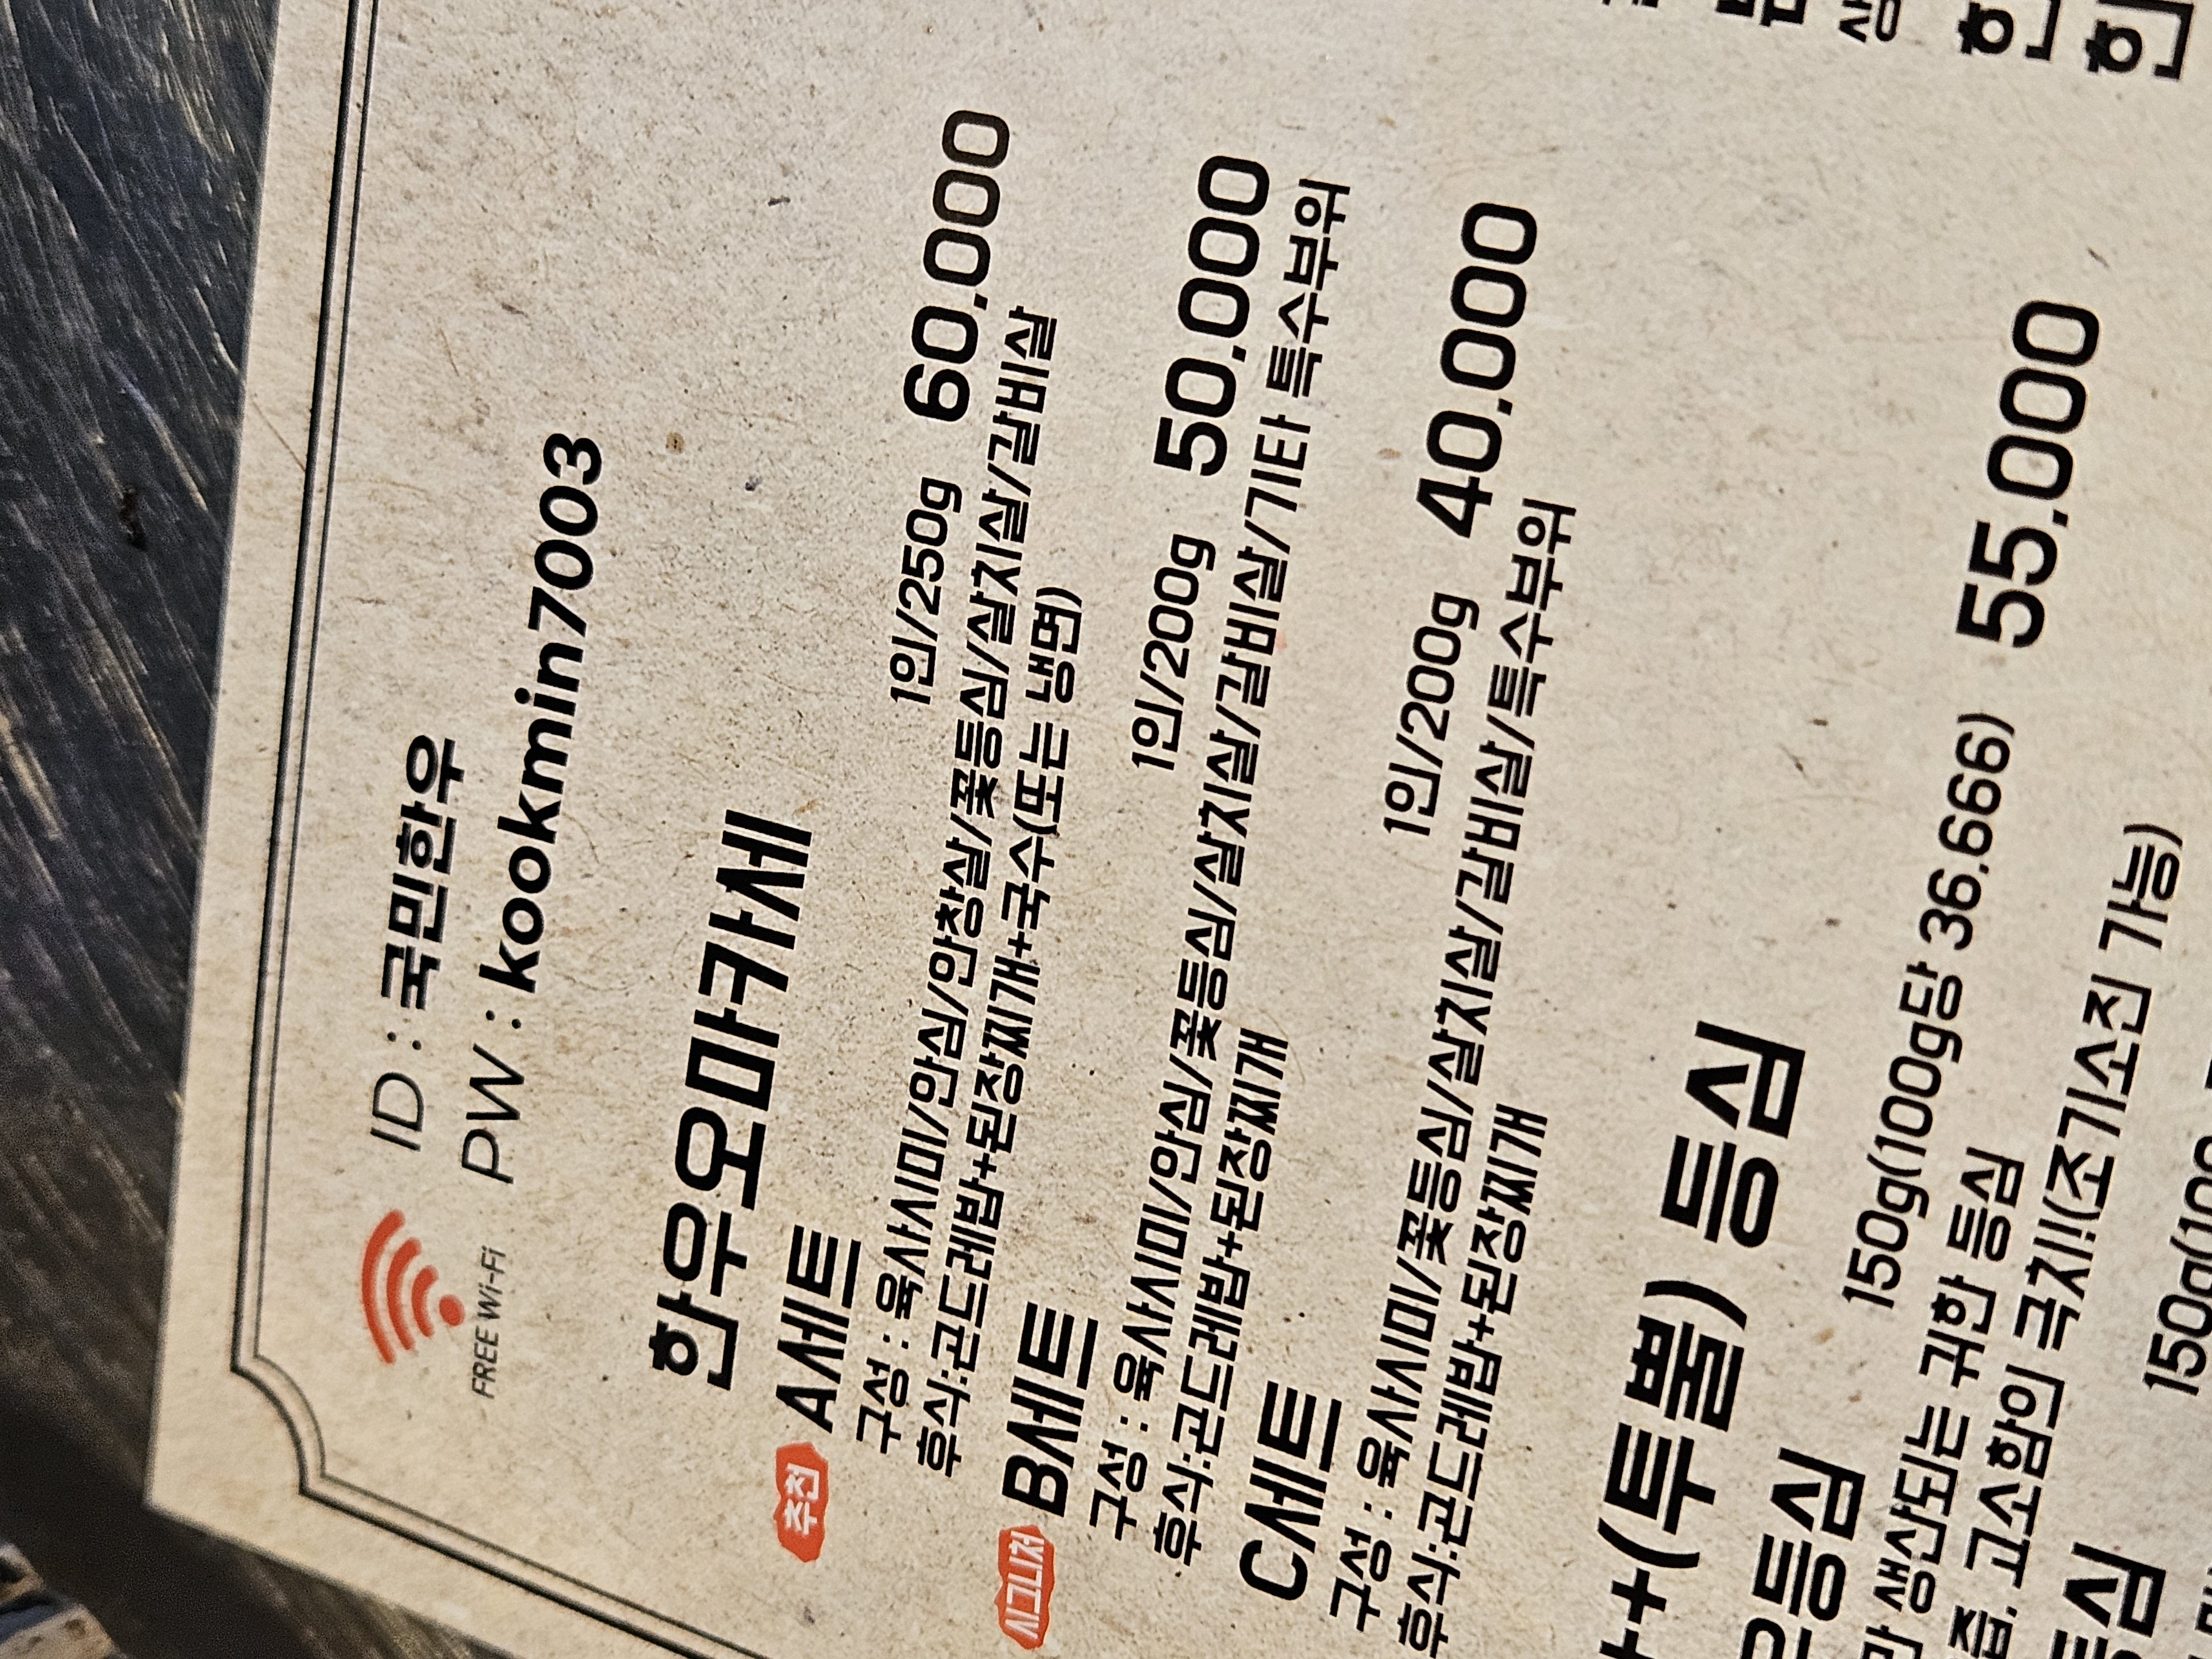 ID : 국민한우
PW : kookmin7003
FREE Wi-Fi
한우오마카세
추천 A세트 1인/250g 60,000
구성 : 육사시미/안심/안창살/꽃등심/살치살/갈비살
후식:곤드레밥+된장찌개+국수(또는 냉면)
시그니처 B세트 1인/200g 50,000
구성 : 육사시미/안심/꽃등심/살치살/갈비살/기타 특수부위
후식:곤드레밥+된장찌개
C세트 1인/200g 40,000
구성 : 육사시미/꽃등심/살치살/갈비살/특수부위
후식:곤드레밥+된장찌개
++(투뿔) 등심
150g(100g당 36.666) 55,000
생산되는 귀한 등심
고소함의 극치!(조기소진 가능)